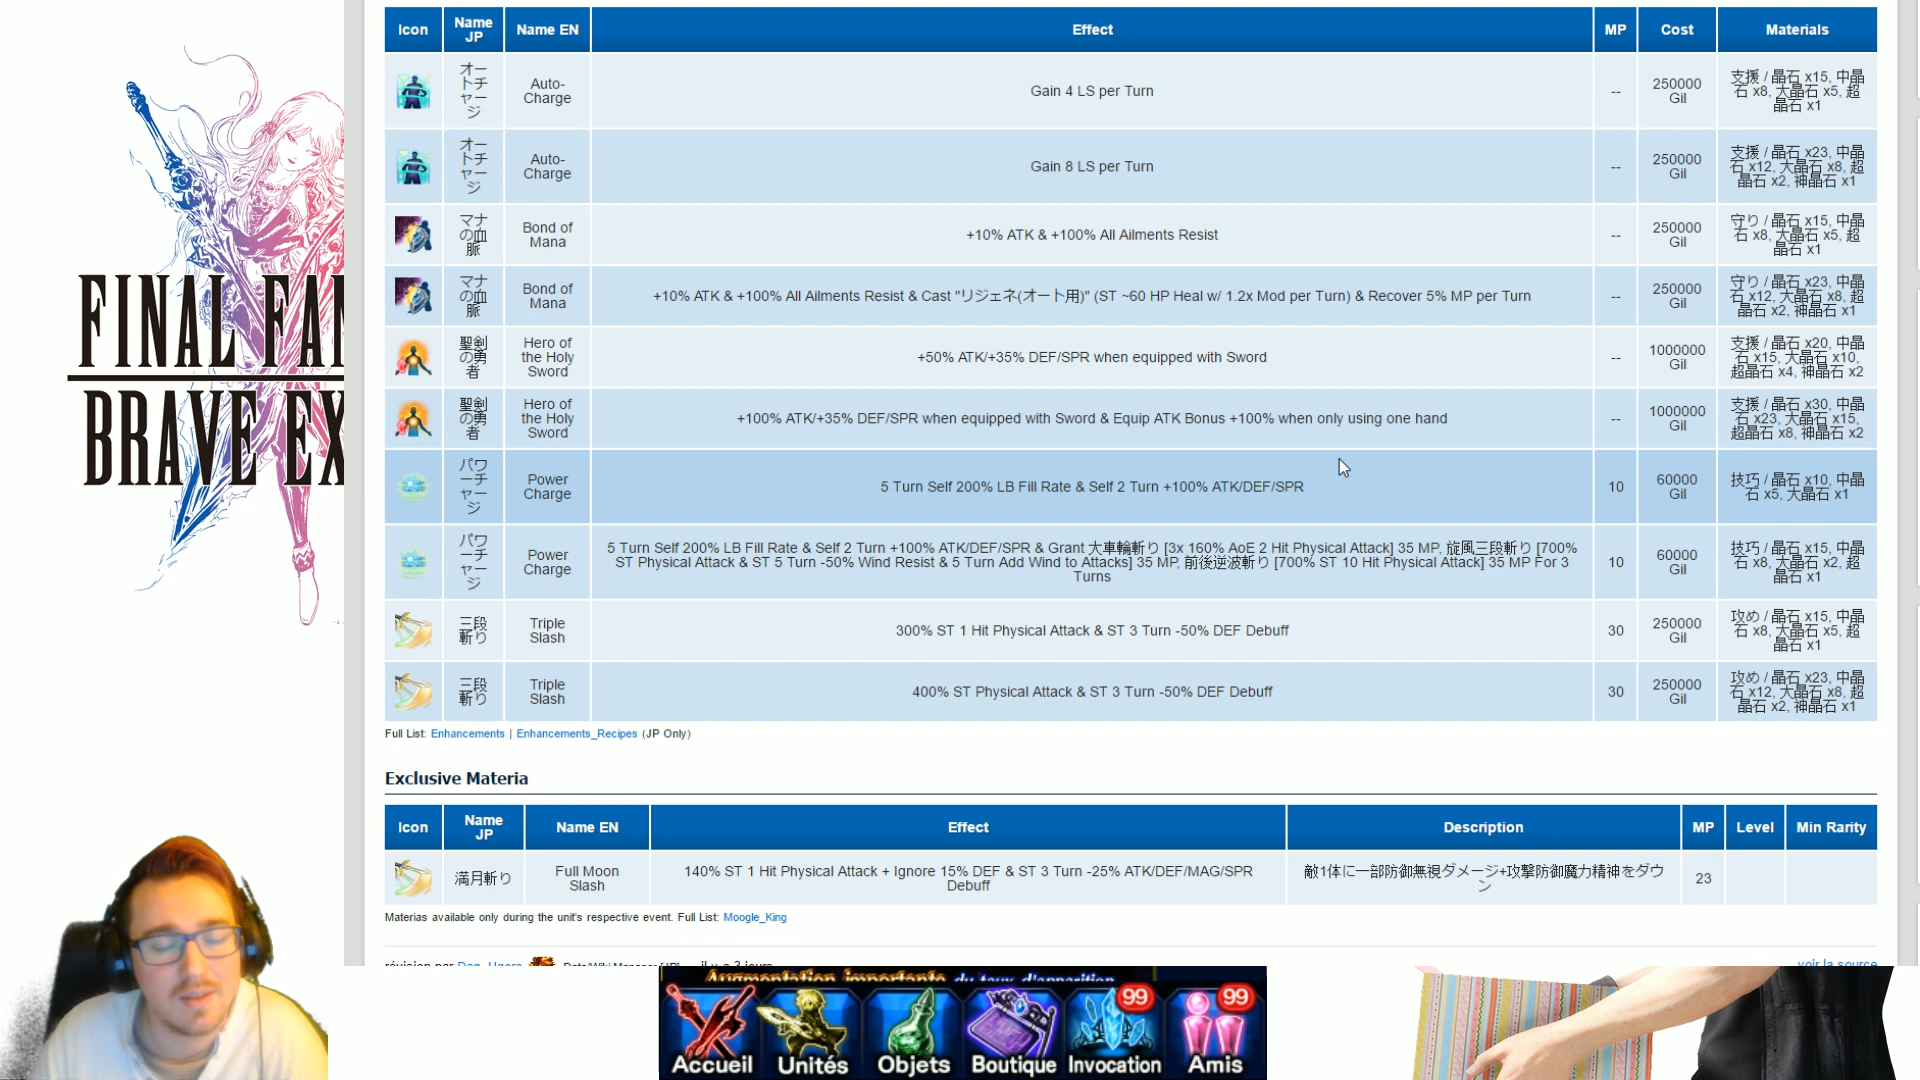 Icon
Name
JP
Name EN
Effect
MP
Cost
Materials
オー
トチ
ャー
ジ
Auto-
Charge
Gain 4 LS per Turn
--
250000
Gil
支援 / 晶石 x15, 中晶
石 x8, 大晶石 x5, 超
晶石 x1
オー
トチ
ャー
ジ
Auto-
Charge
Gain 8 LS per Turn
--
250000
Gil
支援 / 晶石 x23, 中晶
石 x12, 大晶石 x8, 超
晶石 x2, 神晶石 x1
マナ
の血
脈
Bond of
Mana
+10% ATK & +100% All Ailments Resist
--
250000
Gil
守り / 晶石 x15, 中晶
石 x8, 大晶石 x5, 超
晶石 x1
マナ
の血
脈
Bond of
Mana
+10% ATK & +100% All Ailments Resist & Cast "リジェネ(オート用)" (ST ~60 HP Heal w/ 1.2x Mod per Turn) & Recover 5% MP per Turn
--
250000
Gil
守り / 晶石 x23, 中晶
石 x12, 大晶石 x8, 超
晶石 x2, 神晶石 x1
聖剣
の勇
者
Hero of
the Holy
Sword
+50% ATK/+35% DEF/SPR when equipped with Sword
--
1000000
Gil
支援 / 晶石 x20, 中晶
石 x15, 大晶石 x10,
超晶石 x4, 神晶石 x2
聖剣
の勇
者
Hero of
the Holy
Sword
+100% ATK/+35% DEF/SPR when equipped with Sword & Equip ATK Bonus +100% when only using one hand
--
1000000
Gil
支援 / 晶石 x30, 中晶
石 x23, 大晶石 x15,
超晶石 x8, 神晶石 x2
パワ
ーチ
ャー
ジ
Power
Charge
5 Turn Self 200% LB Fill Rate & Self 2 Turn +100% ATK/DEF/SPR
10
60000
Gil
技巧 / 晶石 x10, 中晶
石 x5, 大晶石 x1
パワ
ーチ
ャー
ジ
Power
Charge
5 Turn Self 200% LB Fill Rate & Self 2 Turn +100% ATK/DEF/SPR & Grant 大車輪斬り [3x 160% AoE 2 Hit Physical Attack] 35 MP, 旋風三段斬り [700%
ST Physical Attack & ST 5 Turn -50% Wind Resist & 5 Turn Add Wind to Attacks] 35 MP, 前後逆波斬り [700% ST 10 Hit Physical Attack] 35 MP For 3
Turns
10
60000
Gil
技巧 / 晶石 x15, 中晶
石 x8, 大晶石 x2, 超
晶石 x1
三段
斬り
Triple
Slash
300% ST 1 Hit Physical Attack & ST 3 Turn -50% DEF Debuff
30
250000
Gil
攻め / 晶石 x15, 中晶
石 x8, 大晶石 x5, 超
晶石 x1
三段
斬り
Triple
Slash
400% ST Physical Attack & ST 3 Turn -50% DEF Debuff
30
250000
Gil
攻め / 晶石 x23, 中晶
石 x12, 大晶石 x8, 超
晶石 x2, 神晶石 x1
FINAL FAN
BRAVE EX
Full List: Enhancements | Enhancements_Recipes (JP Only)
Exclusive Materia
Icon
Name
JP
Name EN
Effect
Description
MP
Level
Min Rarity
満月斬り
Full Moon
Slash
140% ST 1 Hit Physical Attack + Ignore 15% DEF & ST 3 Turn -25% ATK/DEF/MAG/SPR
Debuff
敵1体に一部防御無視ダメージ+攻撃防御魔力精神をダウ
ン
23
Materias available only during the unit's respective event. Full List: Moogle_King
révision par
il y a 3 jours
voir la source
Augmentation importante du taux d'apparition
99
99
Accueil
Unités
Objets
Boutique
Invocation
Amis